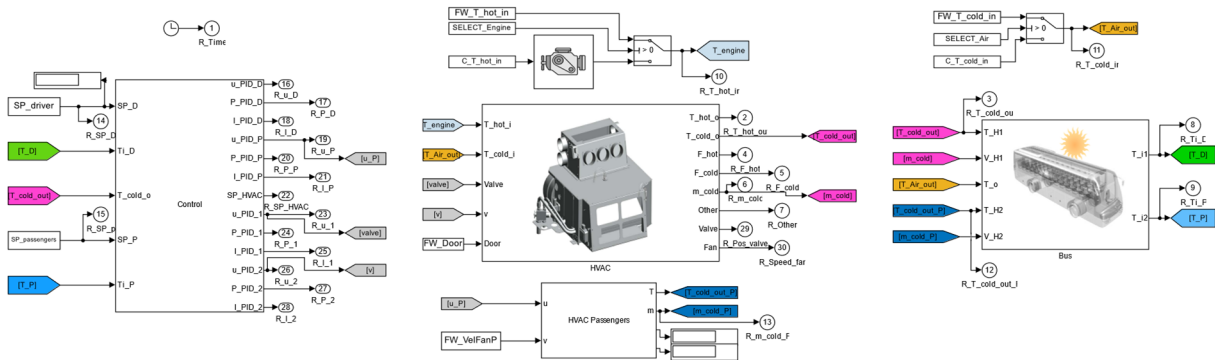 1
R_Time
SP_driver
14
R_SP_D
[T_D]
[T_cold_out]
15
R_SP_p
SP_passengers
[T_P]
SP_D
Ti_D
T_cold_o
SP_P
Ti_P
Control
u_PID_D
P_PID_D
I_PID_D
u_PID_P
P_PID_P
I_PID_P
SP_HVAC
u_PID_1
P_PID_1
I_PID_1
u_PID_2
P_PID_2
I_PID_2
16
R_u_D
17
R_P_D
18
R_I_D
19
R_u_P
20
R_P_P
21
R_I_P
22
R_SP_HVAC
23
R_u_1
24
R_P_1
25
R_I_1
26
R_u_2
27
R_P_2
28
R_I_2
[u_P]
[valve]
[v]
FW_T_hot_in
SELECT_Engine
C_T_hot_in
> 0
T_engine
10
R_T_hot_in
T_engine
[T_Air_out]
[valve]
[v]
FW_Door
T_hot_i
T_cold_i
Valve
v
Door
HVAC
T_hot_o
T_cold_o
F_hot
F_cold
m_cold
Other
Valve
Fan
2
R_T_hot_ou
[T_cold_out]
4
R_F_hot
5
R_F_cold
6
R_m_cold
[m_cold]
7
R_Other
29
R_Pos_valve
30
R_Speed_fan
[u_P]
FW_VelFanP
u
v
HVAC Passengers
T
m
[T_cold_out_P]
[m_cold_P]
13
R_m_cold_F
FW_T_cold_in
SELECT_Air
C_T_cold_in
> 0
[T_Air_out]
11
R_T_cold_in
3
R_T_cold_ou
[T_cold_out]
[m_cold]
[T_Air_out]
[T_cold_out_P]
[m_cold_P]
T_H1
V_H1
T_o
T_H2
V_H2
T_i1
T_i2
Bus
8
R_Ti_D
[T_D]
9
R_Ti_F
[T_P]
12
R_T_cold_out_I